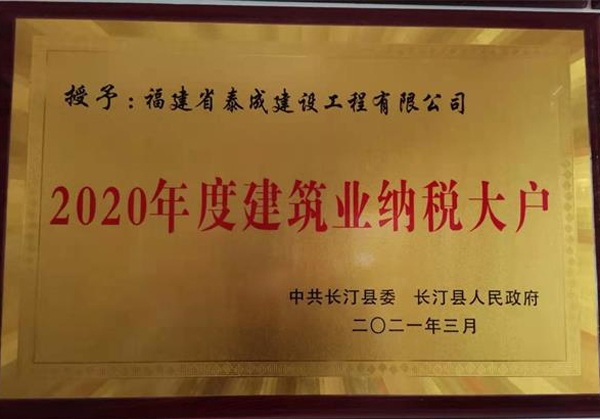 授予：福建省泰成建设工程有限公司
2020年度建筑业纳税大户
中共长汀县委 长汀县人民政府
二〇二一年三月